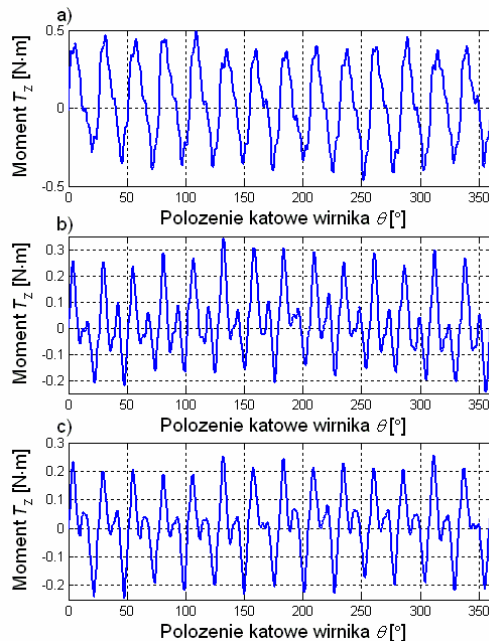 a)
Moment T_Z [N·m]
0.5
0
-0.5
0 50 100 150 200 250 300 350
Polozenie katowe wirnika θ [°]
b)
Moment T_Z [N·m]
0.3
0.2
0.1
0
-0.1
-0.2
0 50 100 150 200 250 300 350
Polozenie katowe wirnika θ [°]
c)
Moment T_Z [N·m]
0.3
0.2
0.1
0
-0.1
-0.2
0 50 100 150 200 250 300 350
Polozenie katowe wirnika θ [°]